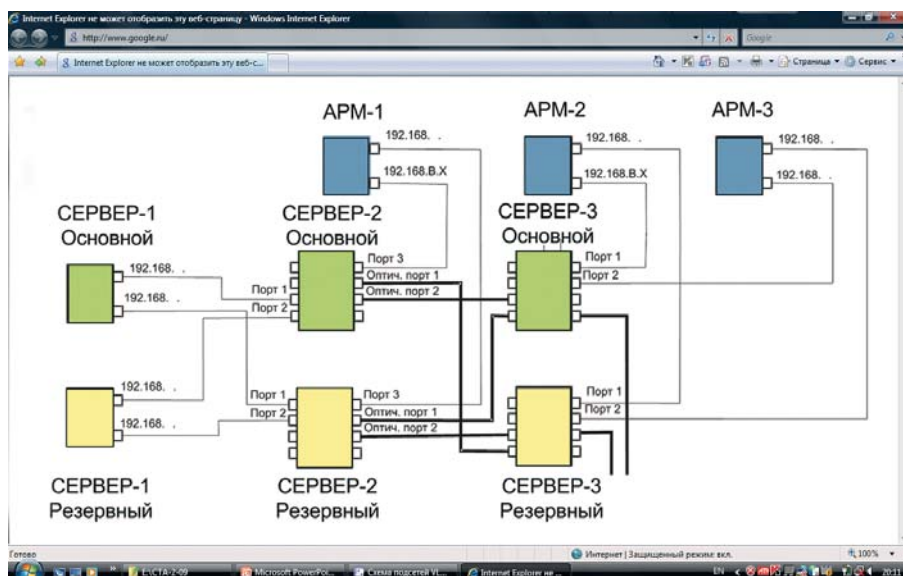 Internet Explorer не может отобразить эту веб-страницу - Windows Internet Explorer
http://www.google.ru/
Google
Internet Explorer не может отобразить эту веб-с...
Страница
Сервис
АРМ-1
АРМ-2
АРМ-3
192.168. .
192.168. .
192.168. .
192.168.В.Х
192.168.В.Х
192.168. .
СЕРВЕР-1
Основной
СЕРВЕР-2
Основной
СЕРВЕР-3
Основной
192.168. .
192.168. .
Порт 1
Порт 2
Порт 3
Оптич. порт 1
Оптич. порт 2
Порт 1
Порт 2
192.168. .
192.168. .
Порт 1
Порт 2
Порт 3
Оптич. порт 1
Оптич. порт 2
Порт 1
Порт 2
СЕРВЕР-1
Резервный
СЕРВЕР-2
Резервный
СЕРВЕР-3
Резервный
Готово
Интернет | Защищенный режим: вкл.
100%
E:\СТА-2-09
Microsoft PowerPoi...
Схема подсетей VL...
Internet Explorer не ...
EN
20:11